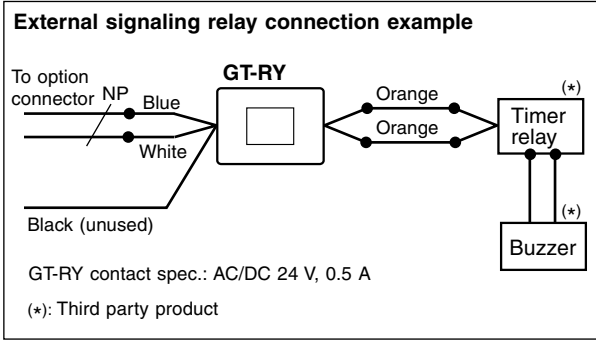 External signaling relay connection example
To option
connector
NP
Blue
White
Black (unused)
GT-RY
Orange
Orange
(*)
Timer
relay
(*)
Buzzer
GT-RY contact spec.: AC/DC 24 V, 0.5 A
(*): Third party product